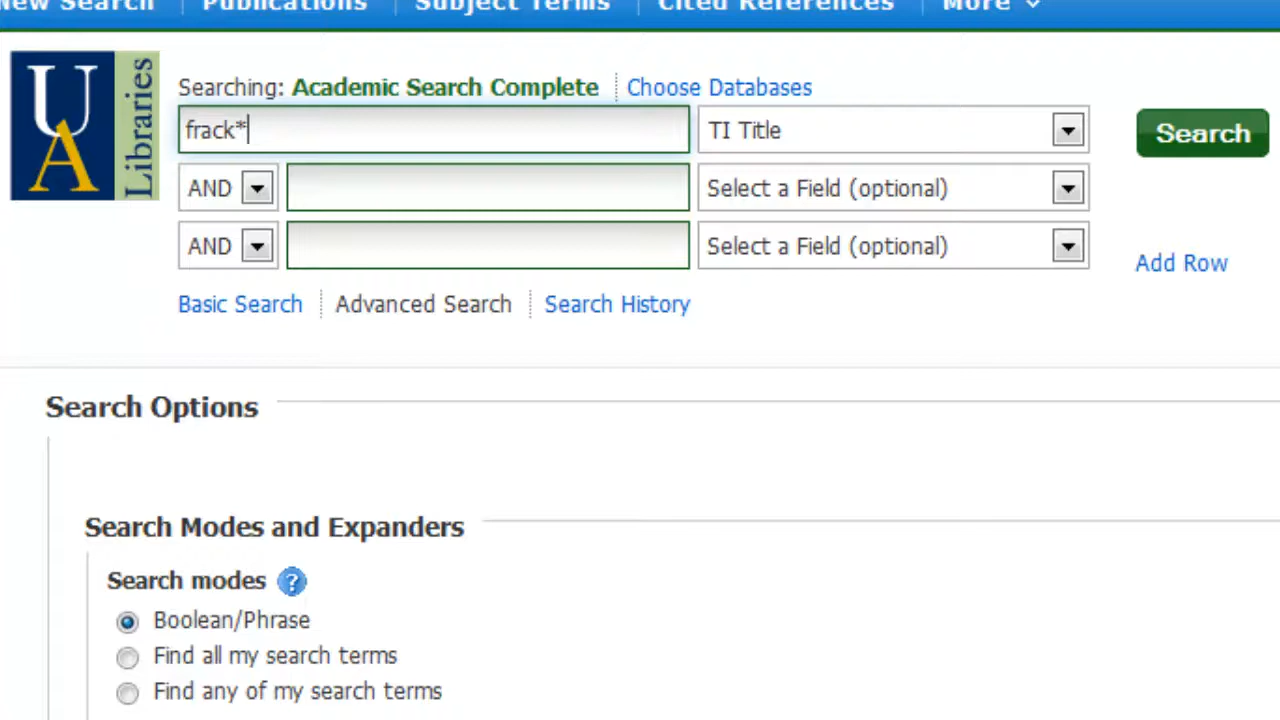 New Search Publications Subject Terms Cited References More
UA Libraries
Searching: Academic Search Complete Choose Databases
frack* TI Title Search
AND Select a Field (optional)
AND Select a Field (optional)
Add Row
Basic Search Advanced Search Search History
Search Options
Search Modes and Expanders
Search modes ?
Boolean/Phrase
Find all my search terms
Find any of my search terms